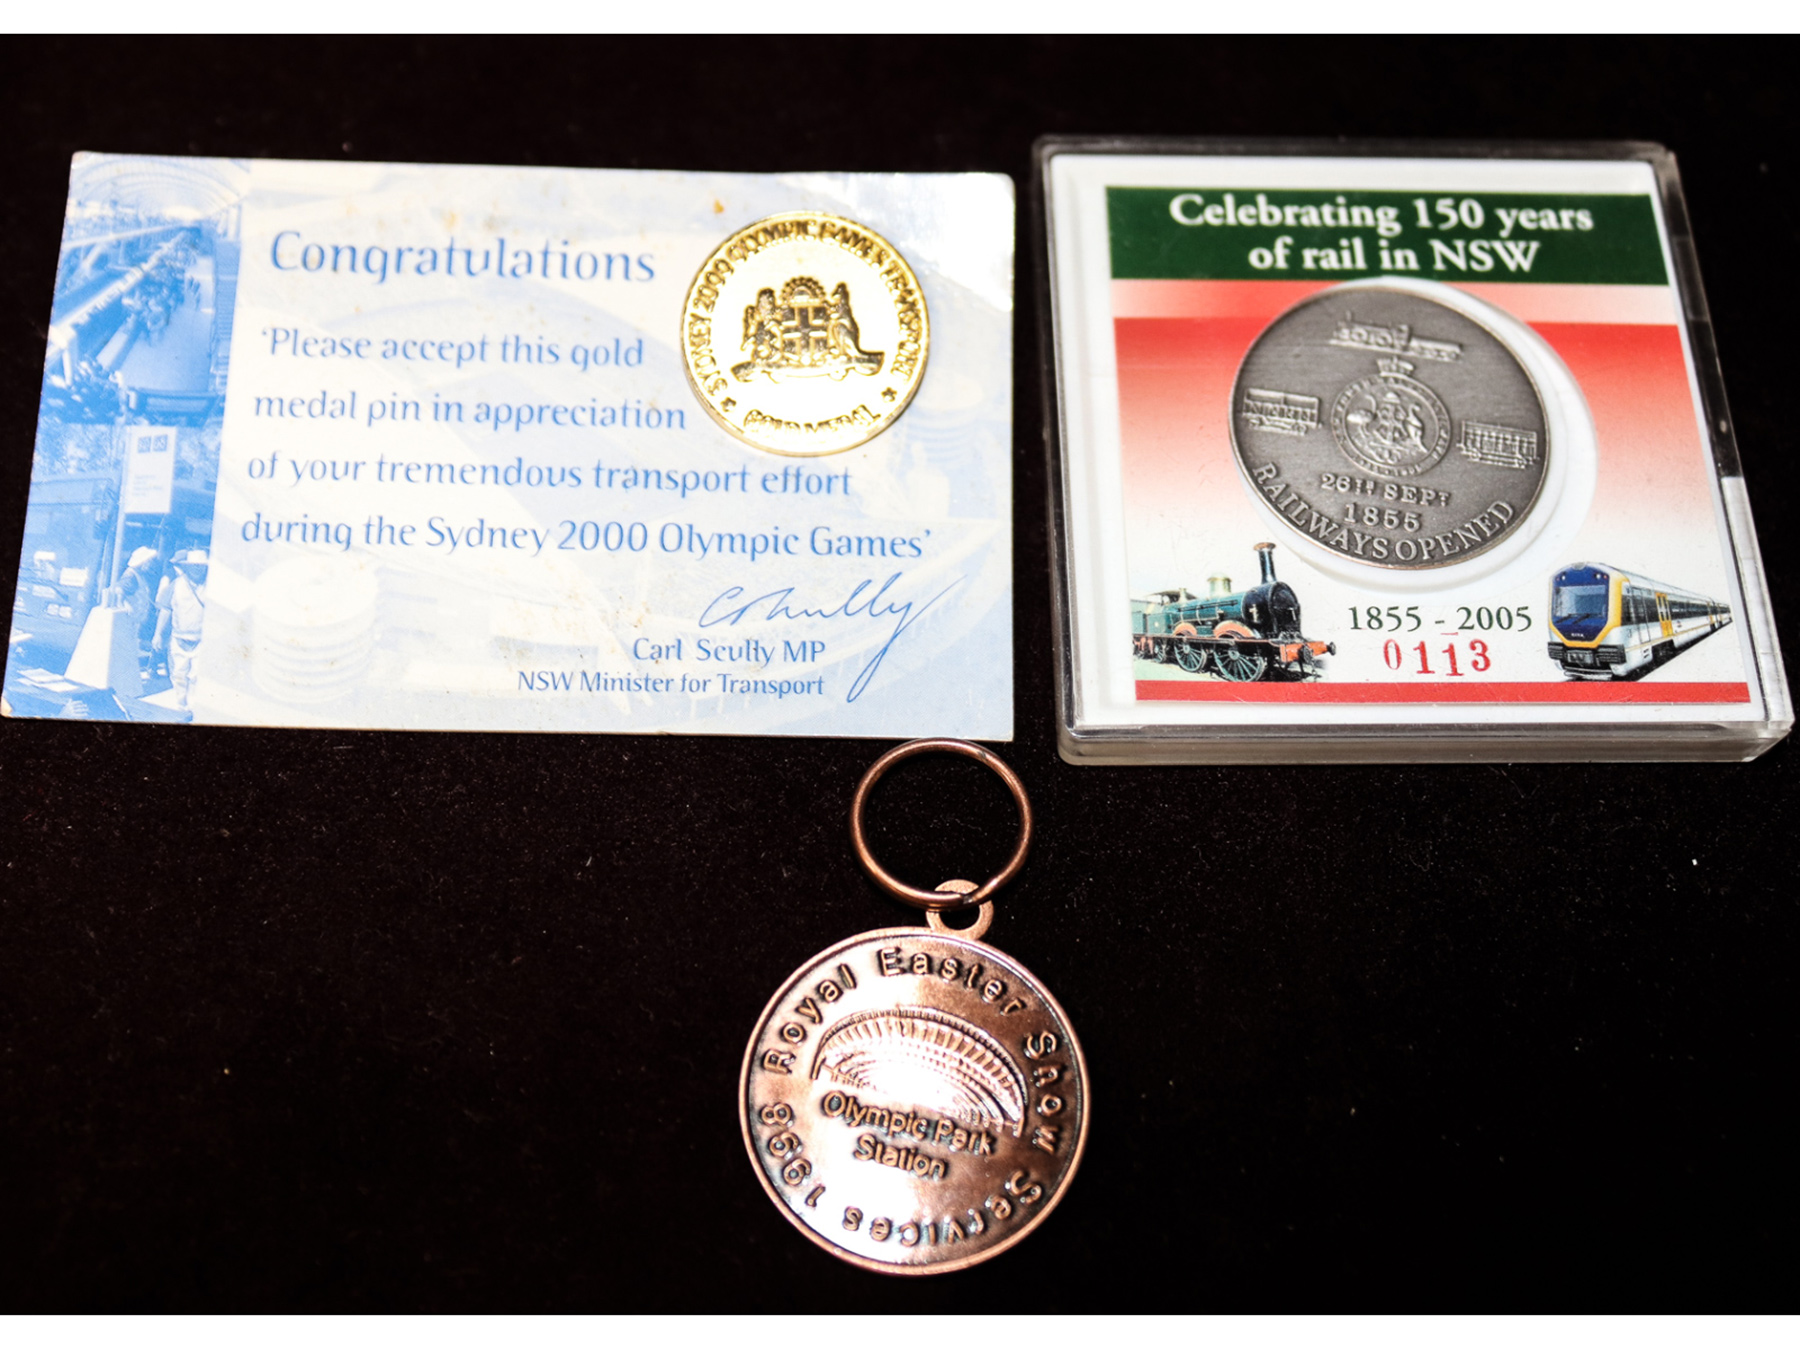 Congratulations
'Please accept this gold
medal pin in appreciation
of your tremendous transport effort
during the Sydney 2000 Olympic Games'
Carl Scully MP
NSW Minister for Transport
SYDNEY 2000 OLYMPIC GAMES
GOLD MEDAL
Celebrating 150 years
of rail in NSW
26TH SEPT
1855
RAILWAYS OPENED
1855 - 2005
0113
Royal Easter Show Services 1998
Olympic Park
Station